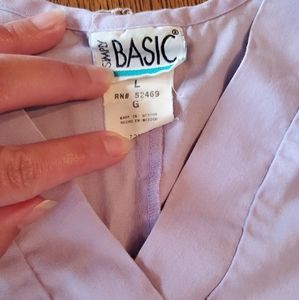 SIMPLY
BASIC®
L
RN# 52469
G
MADE IN MEXICO
HECHO EN MEXICO